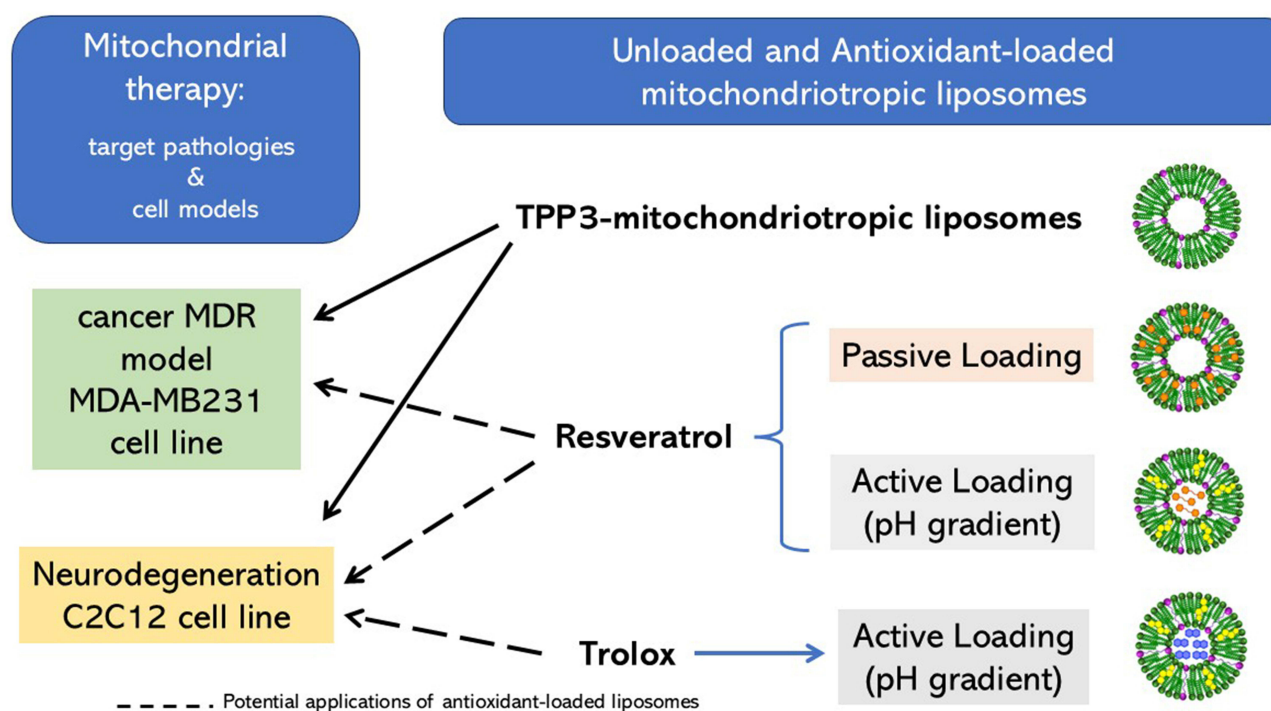 Mitochondrial
therapy:
target pathologies
&
cell models
Unloaded and Antioxidant-loaded
mitochondriotropic liposomes
TPP3-mitochondriotropic liposomes
cancer MDR
model
MDA-MB231
cell line
Passive Loading
Resveratrol
Active Loading
(pH gradient)
Neurodegeneration
C2C12 cell line
Trolox
Active Loading
(pH gradient)
Potential applications of antioxidant-loaded liposomes